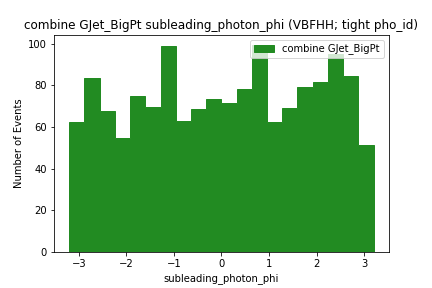 combine GJet_BigPt subleading_photon_phi (VBFHH; tight pho_id)
combine GJet_BigPt
Number of Events
100
80
60
40
20
0
−3 −2 −1 0 1 2 3
subleading_photon_phi